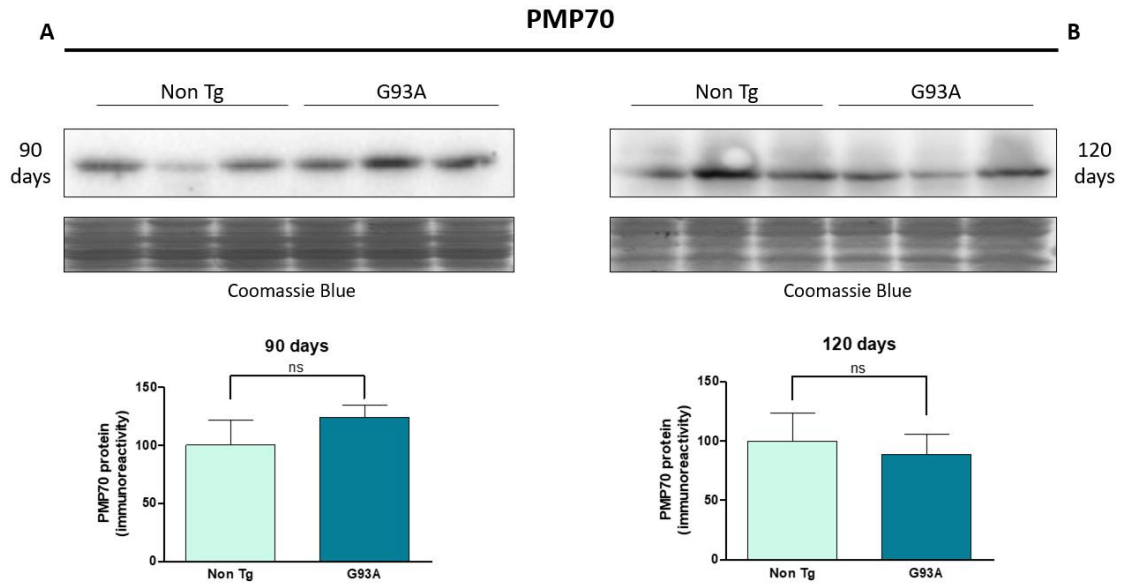 PMP70
A
B
Non Tg
G93A
90
days
Coomassie Blue
Non Tg
G93A
120
days
Coomassie Blue
90 days
ns
150
100
50
0
PMP70 protein
(immunoreactivity)
Non Tg
G93A
120 days
ns
150
100
50
0
PMP70 protein
(immunoreactivity)
Non Tg
G93A